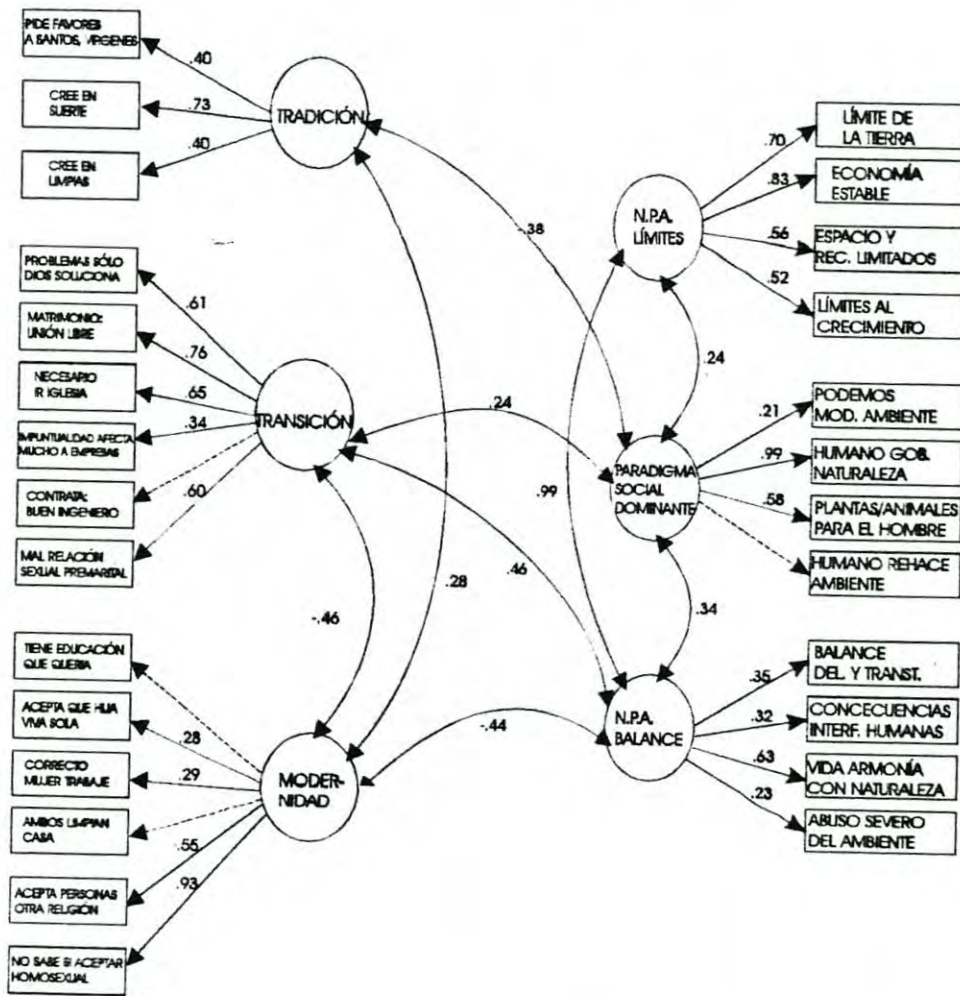 PIDE FAVORES
A SANTOS, VIRGENES
.40
CREE EN
SUERTE
.73
CREE EN
LIMPIAS
.40
TRADICIÓN
PROBLEMAS SÓLO
DIOS SOLUCIONA
.61
MATRIMONIO:
UNIÓN LIBRE
.76
NECESARIO
IR IGLESIA
.65
IMPUNTUALIDAD AFECTA
MUCHO A EMPRESAS
.34
CONTRATA:
BUEN INGENIERO
MAL RELACIÓN
SEXUAL PREMARITAL
.60
TRANSICIÓN
TIENE EDUCACIÓN
QUE QUERIA
ACEPTA QUE HIJA
VIVA SOLA
.28
CORRECTO
MUJER TRABAJE
.29
AMBOS LIMPIAN
CASA
ACEPTA PERSONAS
OTRA RELIGIÓN
.55
NO SABE SI ACEPTAR
HOMOSEXUAL
.93
MODER-
NIDAD
-.38
.24
.99
.28
.46
-.46
-.44
.24
.34
N.P.A.
LÍMITES
.70
LÍMITE DE
LA TIERRA
.83
ECONOMÍA
ESTABLE
.56
ESPACIO Y
REC. LIMITADOS
.52
LÍMITES AL
CRECIMIENTO
PARADIGMA
SOCIAL
DOMINANTE
.21
PODEMOS
MOD. AMBIENTE
.99
HUMANO GOB.
NATURALEZA
.58
PLANTAS/ANIMALES
PARA EL HOMBRE
HUMANO REHACE
AMBIENTE
N.P.A.
BALANCE
.35
BALANCE
DEL. Y TRANST.
.32
CONCECUENCIAS
INTERF. HUMANAS
.63
VIDA ARMONÍA
CON NATURALEZA
.23
ABUSO SEVERO
DEL AMBIENTE